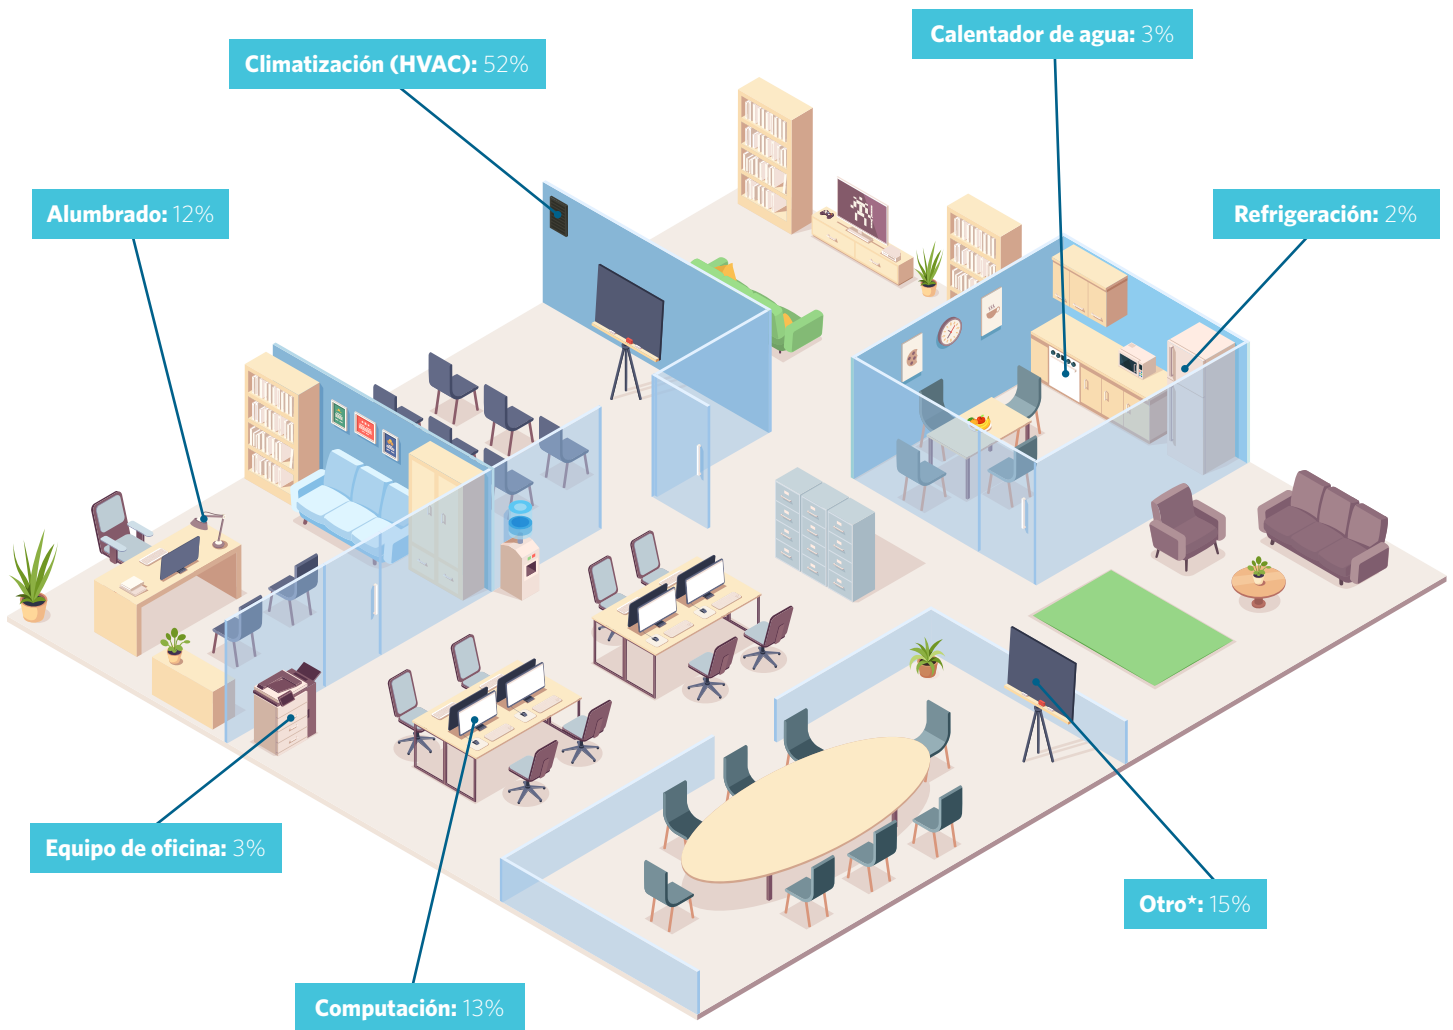 Calentador de agua: 3%
Climatización (HVAC): 52%
Alumbrado: 12%
Refrigeración: 2%
Equipo de oficina: 3%
Otro*: 15%
Computación: 13%